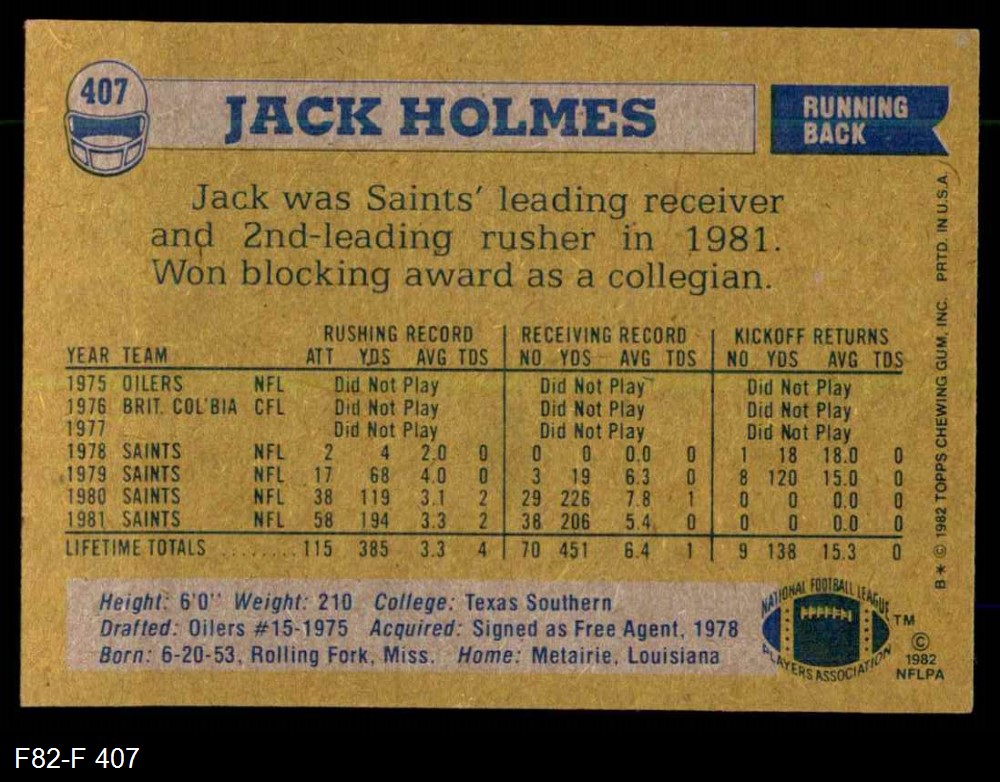 407
JACK HOLMES
RUNNING
BACK
Jack was Saints' leading receiver
and 2nd-leading rusher in 1981.
Won blocking award as a collegian.
RUSHING RECORD RECEIVING RECORD KICKOFF RETURNS
YEAR TEAM ATT YDS AVG TDS NO YDS AVG TDS NO YDS AVG TDS
1975 OILERS NFL Did Not Play Did Not Play Did Not Play
1976 BRIT. COL'BIA CFL Did Not Play Did Not Play Did Not Play
1977 Did Not Play Did Not Play Did Not Play
1978 SAINTS NFL 2 4 2.0 0 0 0 0.0 0 1 18 18.0 0
1979 SAINTS NFL 17 68 4.0 0 3 19 6.3 0 8 120 15.0 0
1980 SAINTS NFL 38 119 3.1 2 29 226 7.8 1 0 0 0.0 0
1981 SAINTS NFL 58 194 3.3 2 38 206 5.4 0 0 0 0.0 0
LIFETIME TOTALS ........ 115 385 3.3 4 70 451 6.4 1 9 138 15.3 0
Height: 6'0" Weight: 210 College: Texas Southern
Drafted: Oilers #15-1975 Acquired: Signed as Free Agent, 1978
Born: 6-20-53, Rolling Fork, Miss. Home: Metairie, Louisiana
NATIONAL FOOTBALL LEAGUE
PLAYERS ASSOCIATION
TM
©
1982
NFLPA
B* © 1982 TOPPS CHEWING GUM, INC. PRTD. IN U.S.A.
F82-F 407